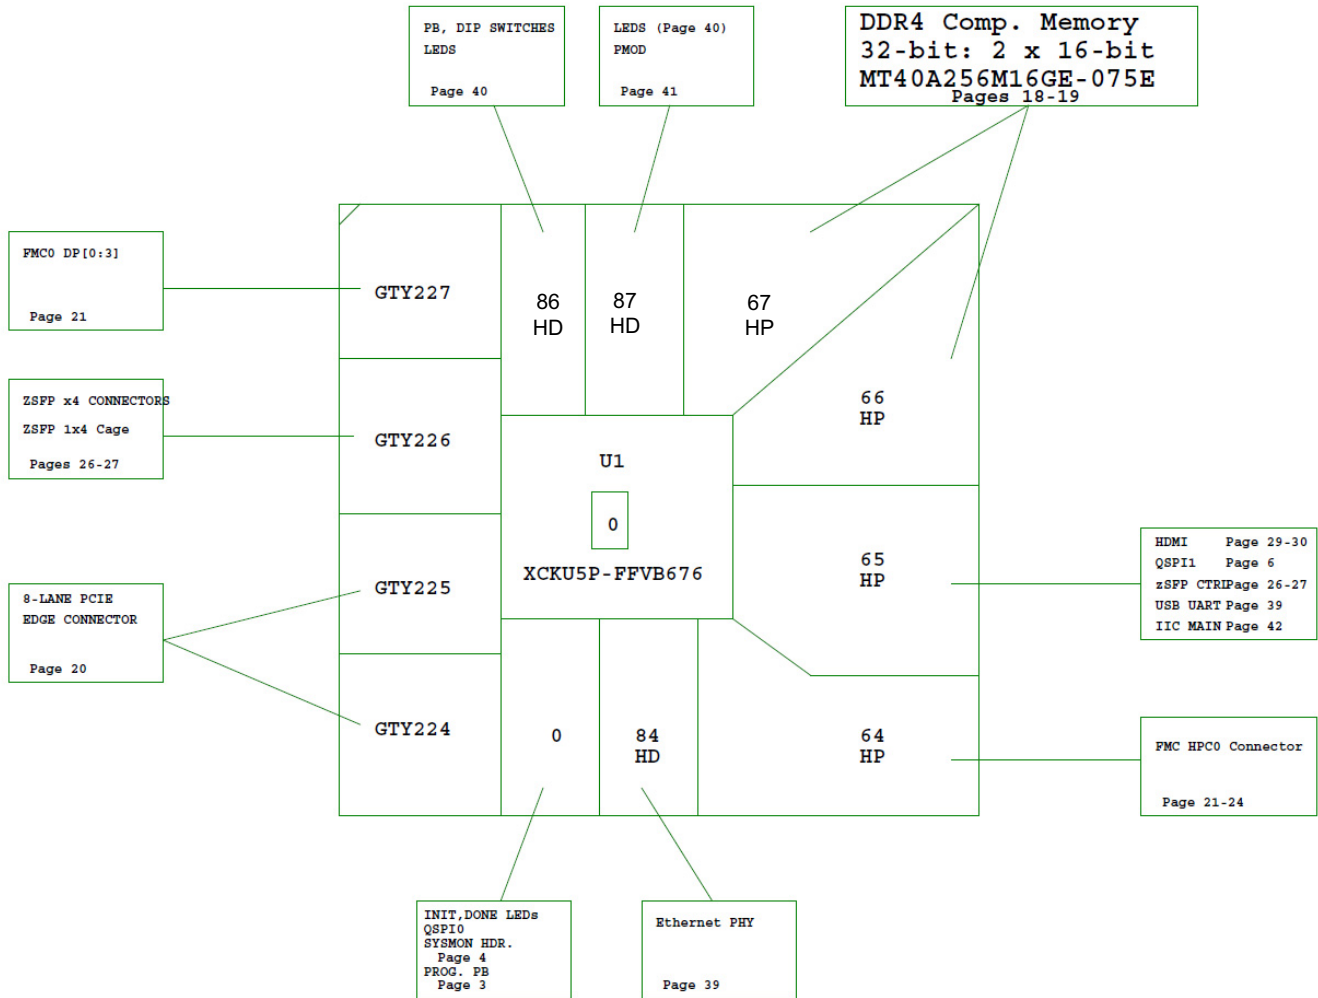 PB, DIP SWITCHES
LEDS
Page 40
LEDS (Page 40)
PMOD
Page 41
DDR4 Comp. Memory
32-bit: 2 x 16-bit
MT40A256M16GE-075E
Pages 18-19
FMC0 DP[0:3]
Page 21
ZSFP x4 CONNECTORS
ZSFP 1x4 Cage
Pages 26-27
8-LANE PCIE
EDGE CONNECTOR
Page 20
GTY227
GTY226
GTY225
GTY224
86
HD
87
HD
67
HP
66
HP
U1
0
XCKU5P-FFVB676
65
HP
0
84
HD
64
HP
HDMI Page 29-30
QSPI1 Page 6
zSFP CTRLPage 26-27
USB UART Page 39
IIC MAIN Page 42
FMC HPC0 Connector
Page 21-24
INIT,DONE LEDs
QSPI0
SYSMON HDR.
Page 4
PROG. PB
Page 3
Ethernet PHY
Page 39